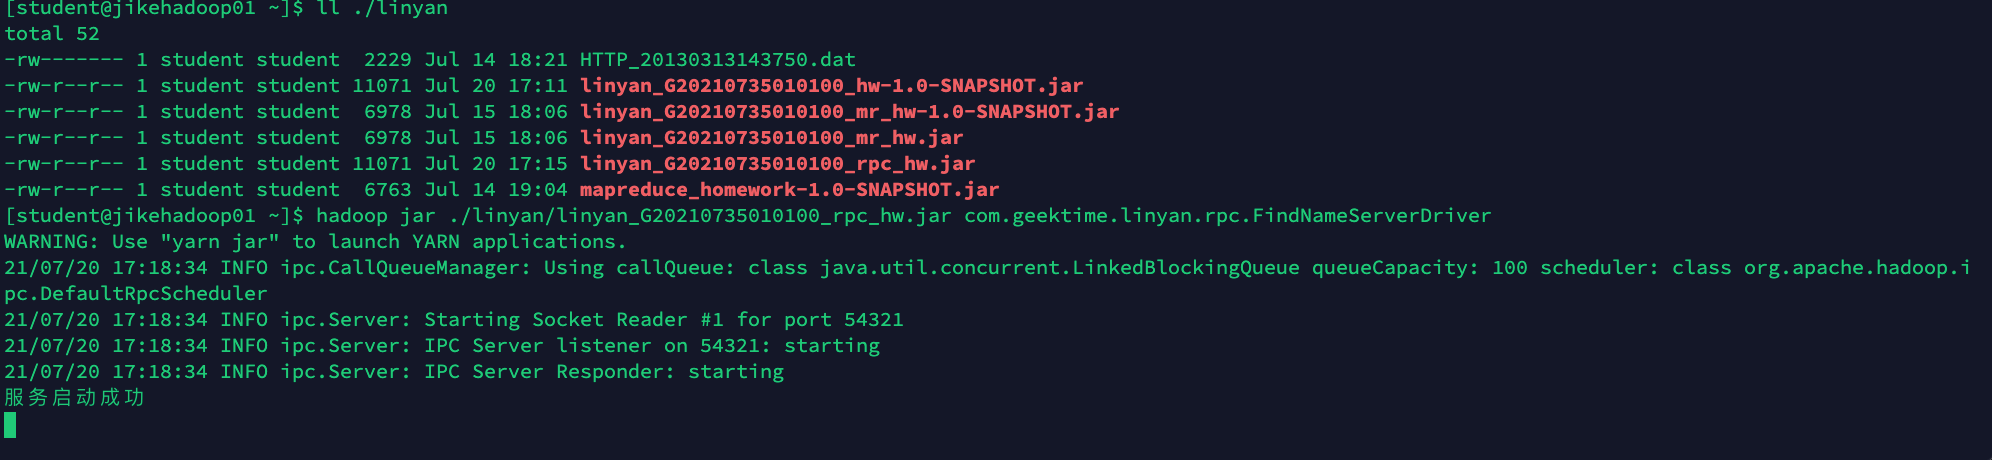 [student@jikehadoop01 ~]$ ll ./linyan
total 52
-rw------- 1 student student  2229 Jul 14 18:21 HTTP_20130313143750.dat
-rw-r--r-- 1 student student 11071 Jul 20 17:11 linyan_G20210735010100_hw-1.0-SNAPSHOT.jar
-rw-r--r-- 1 student student  6978 Jul 15 18:06 linyan_G20210735010100_mr_hw-1.0-SNAPSHOT.jar
-rw-r--r-- 1 student student  6978 Jul 15 18:06 linyan_G20210735010100_mr_hw.jar
-rw-r--r-- 1 student student 11071 Jul 20 17:15 linyan_G20210735010100_rpc_hw.jar
-rw-r--r-- 1 student student  6763 Jul 14 19:04 mapreduce_homework-1.0-SNAPSHOT.jar
[student@jikehadoop01 ~]$ hadoop jar ./linyan/linyan_G20210735010100_rpc_hw.jar com.geektime.linyan.rpc.FindNameServerDriver
WARNING: Use "yarn jar" to launch YARN applications.
21/07/20 17:18:34 INFO ipc.CallQueueManager: Using callQueue: class java.util.concurrent.LinkedBlockingQueue queueCapacity: 100 scheduler: class org.apache.hadoop.i
pc.DefaultRpcScheduler
21/07/20 17:18:34 INFO ipc.Server: Starting Socket Reader #1 for port 54321
21/07/20 17:18:34 INFO ipc.Server: IPC Server listener on 54321: starting
21/07/20 17:18:34 INFO ipc.Server: IPC Server Responder: starting
服务启动成功